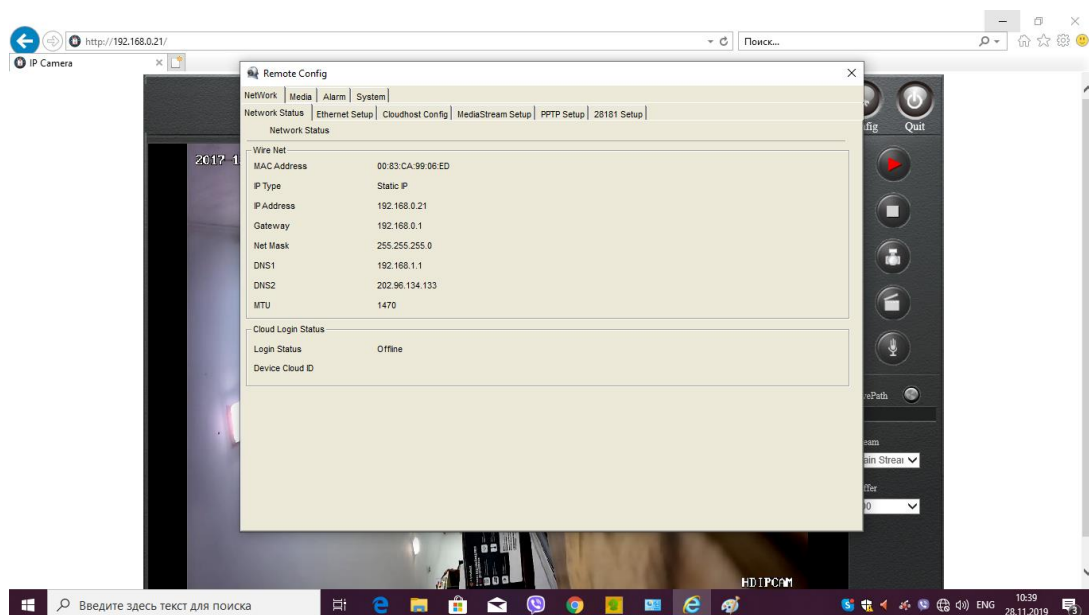 http://192.168.0.21/
Поиск...
IP Camera
Remote Config
NetWork Media Alarm System
Network Status Ethernet Setup Cloudhost Config MediaStream Setup PPTP Setup 28181 Setup
Network Status
Quit
Wire Net
2017-1
MAC Address 00:83:CA:99:06:ED
IP Type Static IP
IP Address 192.168.0.21
Gateway 192.168.0.1
Net Mask 255.255.255.0
DNS1 192.168.1.1
DNS2 202.96.134.133
MTU 1470
Cloud Login Status
Login Status Offline
Device Cloud ID
HDIPCAM
Введите здесь текст для поиска
ENG
10:39
28.11.2019